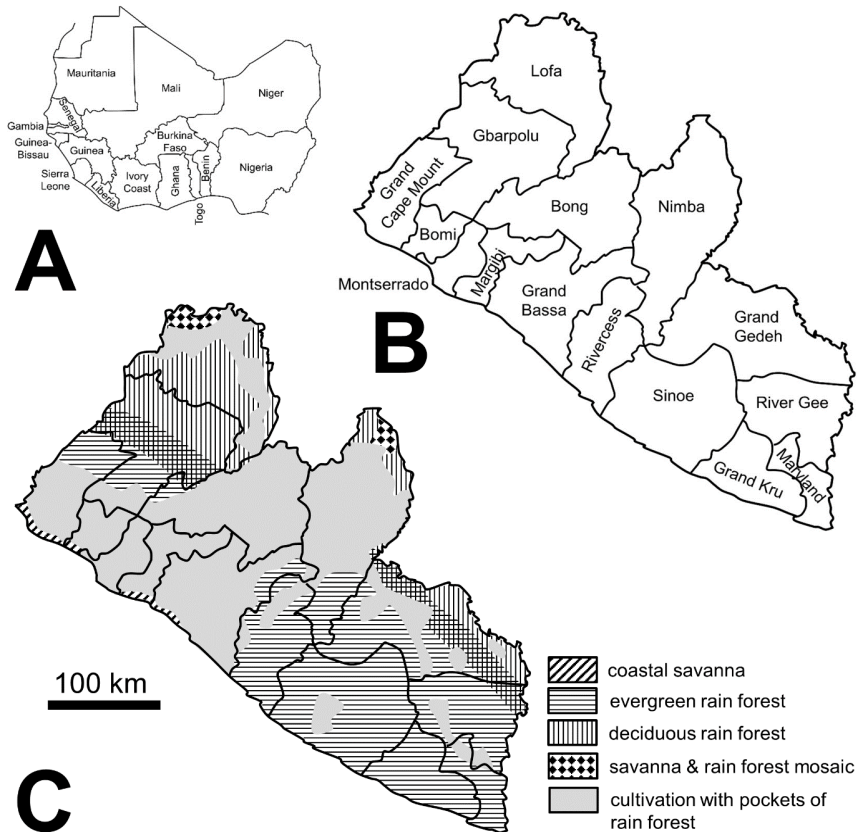 Mauritania
Mali
Niger
Senegal
Gambia
Guinea-
Bissau
Guinea
Burkina
Faso
Sierra
Leone
Liberia
Ivory
Coast
Ghana
Togo
Benin
Nigeria
A
Lofa
Gbarpolu
Grand
Cape Mount
Bong
Nimba
Bomi
Montserrado
Margibi
Grand
Bassa
Rivercess
Grand
Gedeh
Sinoe
River Gee
Grand Kru
Maryland
B
100 km
C
coastal savanna
evergreen rain forest
deciduous rain forest
savanna & rain forest mosaic
cultivation with pockets of
rain forest